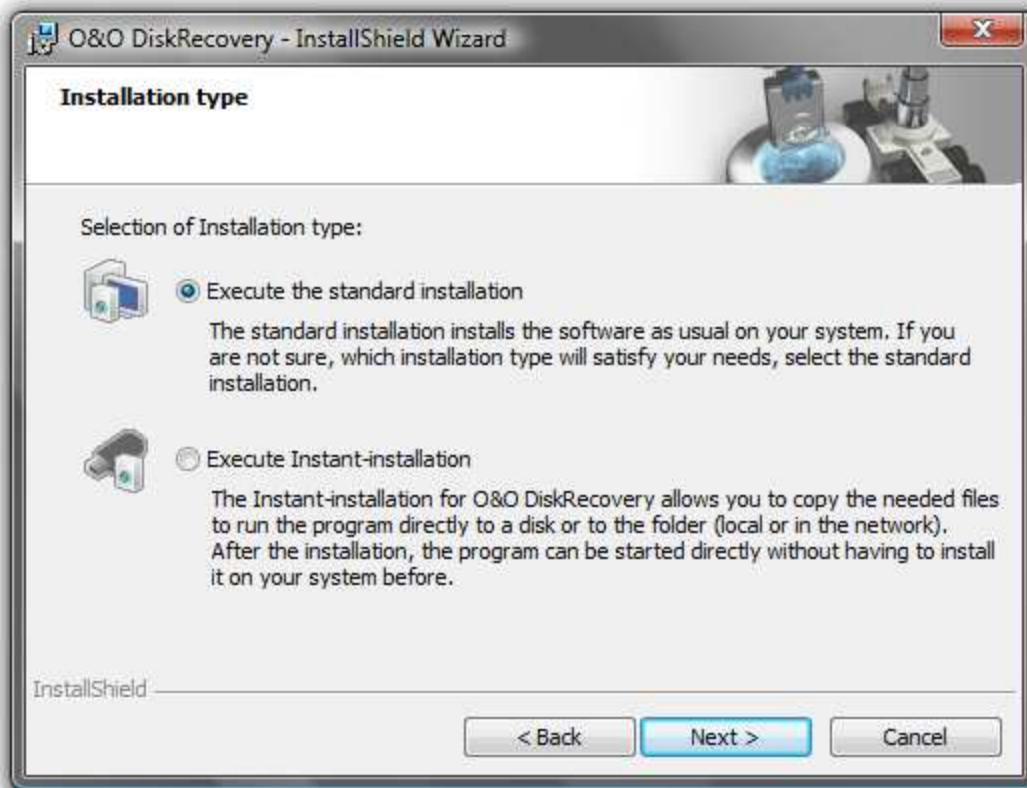 O&O DiskRecovery - InstallShield Wizard
Installation type
Selection of Installation type:
Execute the standard installation
The standard installation installs the software as usual on your system. If you
are not sure, which installation type will satisfy your needs, select the standard
installation.
Execute Instant-installation
The Instant-installation for O&O DiskRecovery allows you to copy the needed files
to run the program directly to a disk or to the folder (local or in the network).
After the installation, the program can be started directly without having to install
it on your system before.
InstallShield
< Back
Next >
Cancel